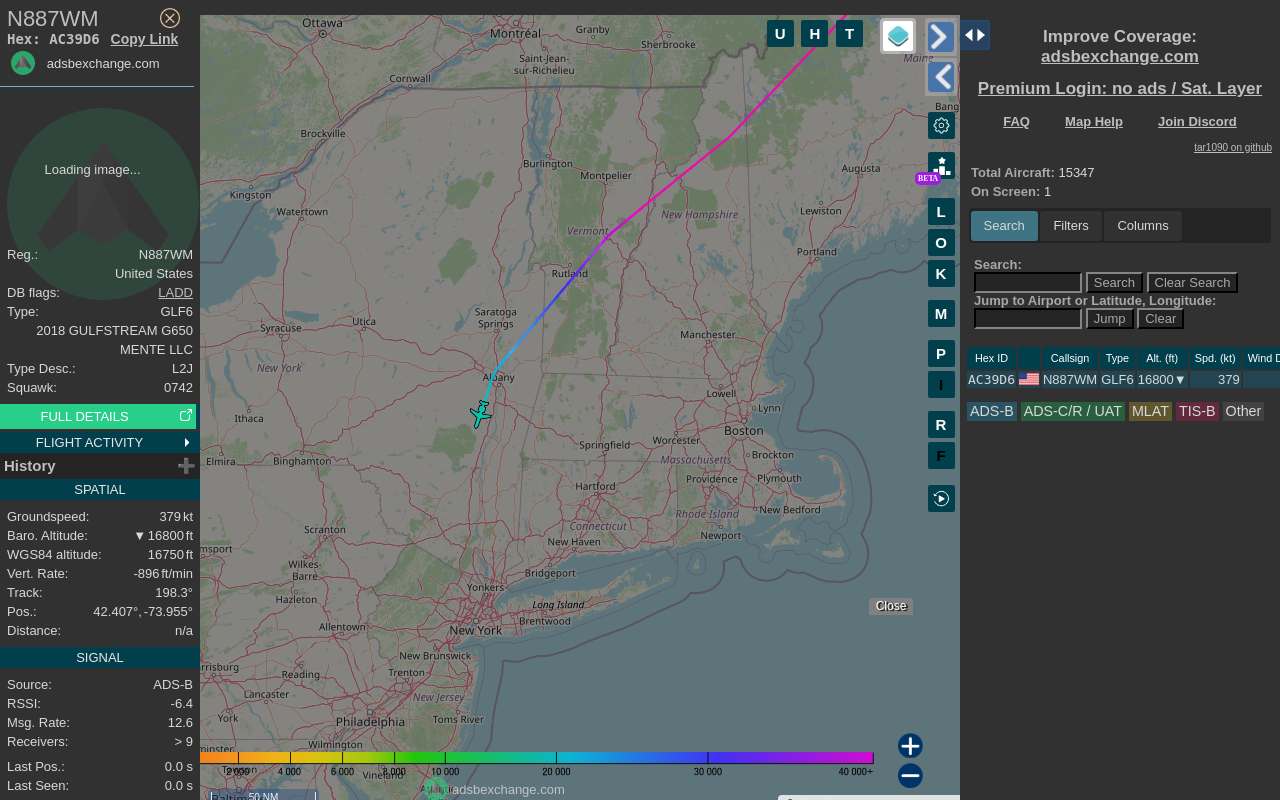 N887WM
Hex: AC39D6 Copy Link
adsbexchange.com
Loading image...
Reg.: N887WM
United States
DB flags: LADD
Type: GLF6
2018 GULFSTREAM G650
MENTE LLC
Type Desc.: L2J
Squawk: 0742
FULL DETAILS
FLIGHT ACTIVITY
History
SPATIAL
Groundspeed: 379 kt
Baro. Altitude: ▼ 16800 ft
WGS84 altitude: 16750 ft
Vert. Rate: -896 ft/min
Track: 198.3°
Pos.: 42.407°, -73.955°
Distance: n/a
SIGNAL
Source: ADS-B
RSSI: -6.4
Msg. Rate: 12.6
Receivers: > 9
Last Pos.: 0.0 s
Last Seen: 0.0 s
U H T
Ottawa
Montréal
Granby
Sherbrooke
Saint-Jean-
sur-Richelieu
Maine
Cornwall
Bang
Brockville
Burlington
Montpelier
Augusta
Kingston
Watertown
New Hampshire
Lewiston
Vermont
Portland
Rutland
Saratoga
Springs
Utica
Syracuse
Manchester
New York
Albany
Lowell
Lynn
Ithaca
Boston
Elmira
Binghamton
Springfield
Worcester
Brockton
Massachusetts
Providence
Plymouth
Hartford
Rhode Island
New Bedford
Connecticut
Newport
Scranton
New Haven
msport
Wilkes-
Barre
Bridgeport
Yonkers
Hazleton
Long Island
Brentwood
Allentown
New York
New Brunswick
rrisburg
Reading
Trenton
Lancaster
New Jersey
York
Philadelphia
Toms River
minster
Wilmington
Towson
Vineland
Atlantic
Baltim
BETA
L
O
K
M
P
I
R
F
Close
2 000 4 000 6 000 8 000 10 000 20 000 30 000 40 000+
adsbexchange.com
50 NM
Improve Coverage:
adsbexchange.com
Premium Login: no ads / Sat. Layer
FAQ Map Help Join Discord
tar1090 on github
Total Aircraft: 15347
On Screen: 1
Search Filters Columns
Search:
Search Clear Search
Jump to Airport or Latitude, Longitude:
Jump Clear
Hex ID Callsign Type Alt. (ft) Spd. (kt) Wind D
AC39D6 N887WM GLF6 16800▼ 379
ADS-B ADS-C/R / UAT MLAT TIS-B Other